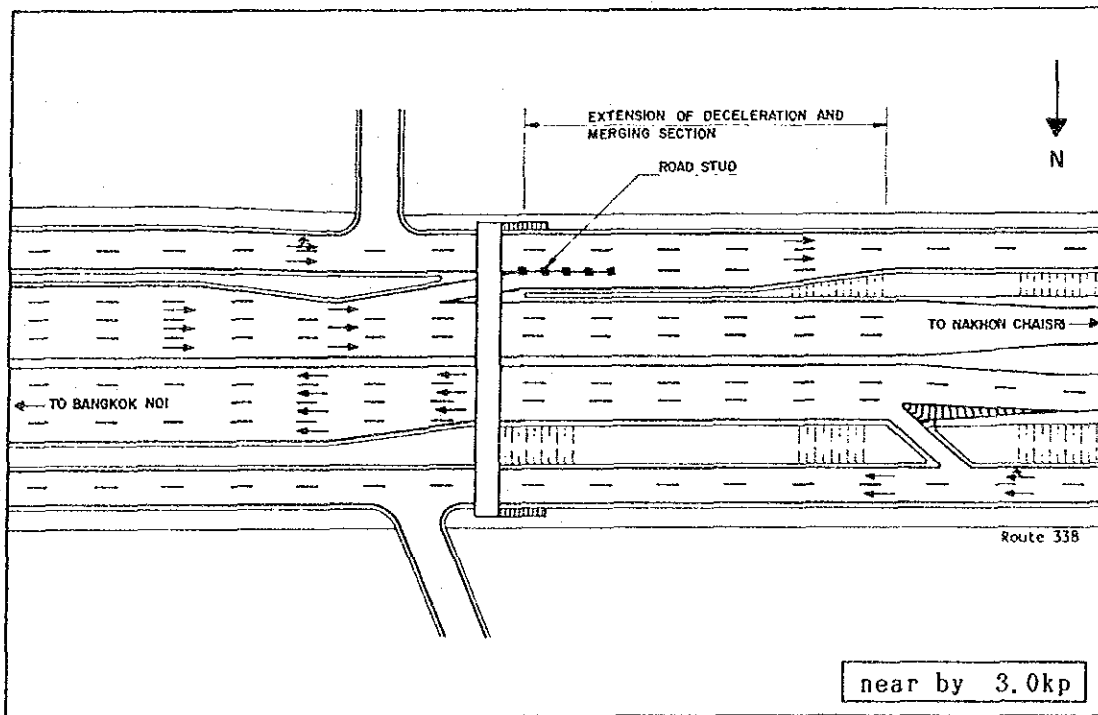 EXTENSION OF DECELERATION AND
MERGING SECTION
ROAD STUD
N
TO NAKHON CHAISRI
TO BANGKOK NOI
Route 338
near by 3.0kp